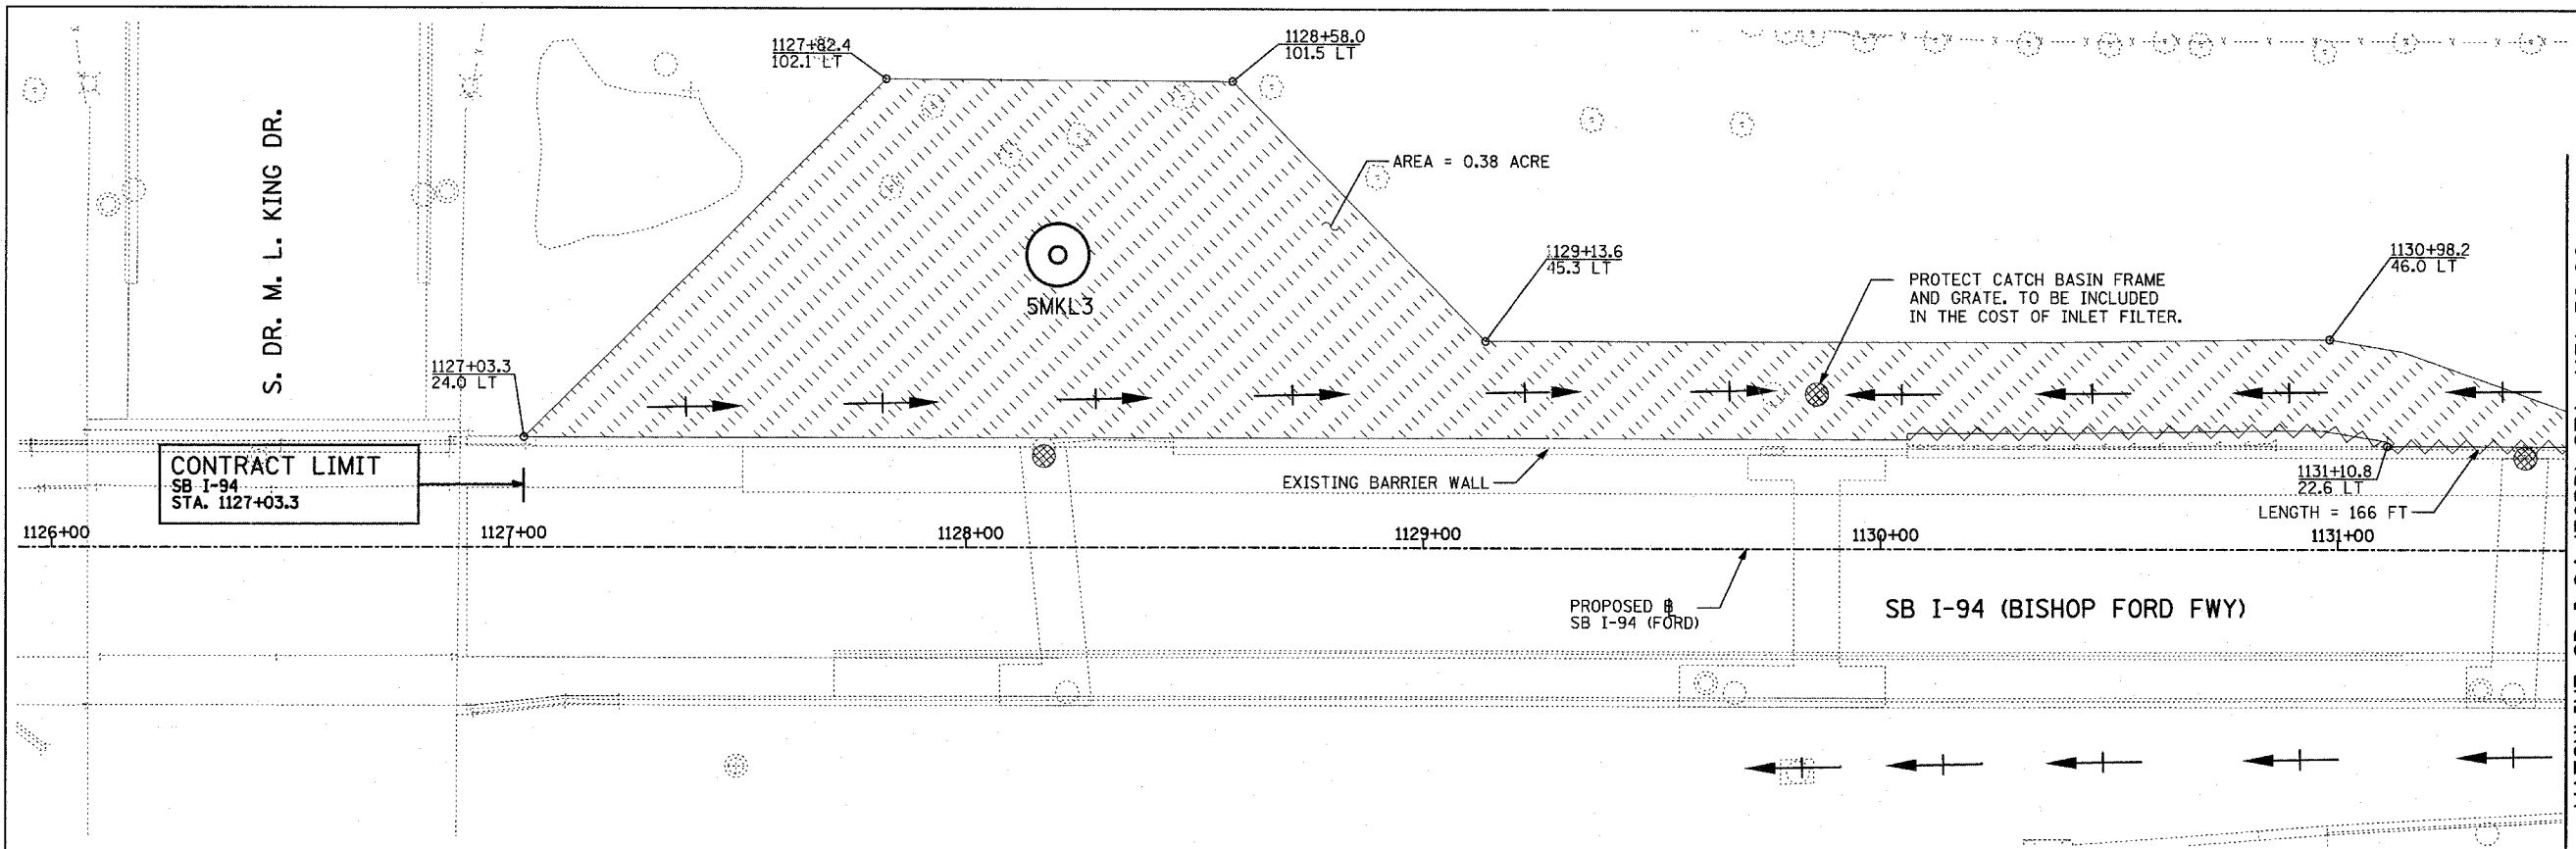 1127+82.4
102.1 LT
1128+58.0
101.5 LT
S. DR. M. L. KING DR.
AREA = 0.38 ACRE
1129+13.6
45.3 LT
1130+98.2
46.0 LT
PROTECT CATCH BASIN FRAME
AND GRATE. TO BE INCLUDED
IN THE COST OF INLET FILTER.
5MKL3
1127+03.3
24.0 LT
CONTRACT LIMIT
SB I-94
STA. 1127+03.3
EXISTING BARRIER WALL
1131+10.8
22.6 LT
LENGTH = 166 FT
1126+00
1127+00
1128+00
1129+00
1130+00
1131+00
PROPOSED
SB I-94 (FORD)
SB I-94 (BISHOP FORD FWY)